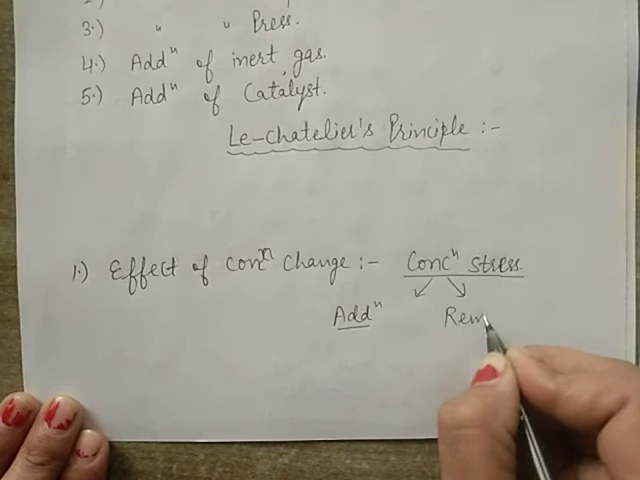 3.) " " Press.
4.) Addⁿ of inert gas.
5.) Addⁿ of Catalyst.
Le-chatelier's Principle :-
1.) Effect of concⁿ Change :- Concⁿ stress.
Addⁿ Rem